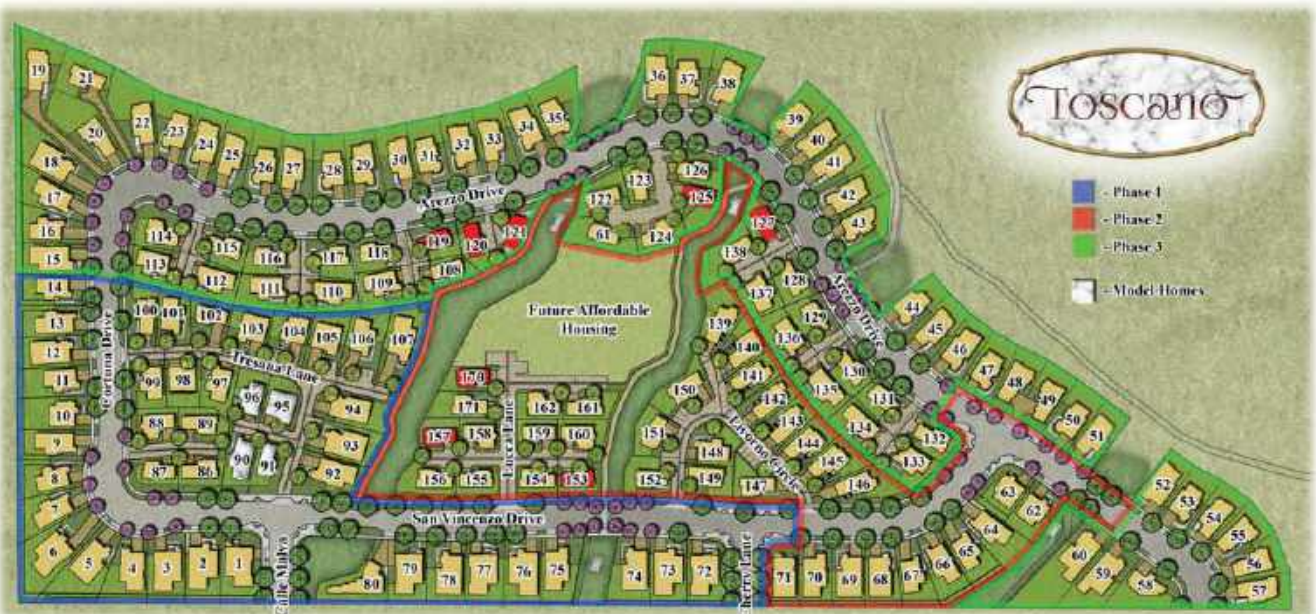 Toscano
- Phase 1
- Phase 2
- Phase 3
- Model Homes
19 21 20 22 23 24 25 26 27 28 29 30 31 32 33 34 35
36 37 38
39 40 41 42 43
18 17 16 15
Arezzo Drive
114 115 116 117 118 119 120 121
113 112 111 110 109 108
122 123 126 125 61 124
127 138 137 128 129 136 130 135 131 134 132 133
Arezzo Drive
44 45 46 47 48 49 50 51
52 53 54 55 56 57
Future Affordable
Housing
14 13 12 11 10 9 8 7 6 5 4 3 2 1
Cortona Drive
100 101 102 103 104 105 106 107
Tresana Lane
99 98 97 96 95 94
88 89 93
87 86 90 91 92
170 171 162 161
157 158 159 160
156 155 154 153
Lucca Lane
139 140 150 141 142 151 143 148 144 145 152 149 147 146
Livorno Circle
San Vincenzo Drive
63 62 64
80 79 78 77 76 75 74 73 72 71 70 69 68 67 66 65
60 59 58